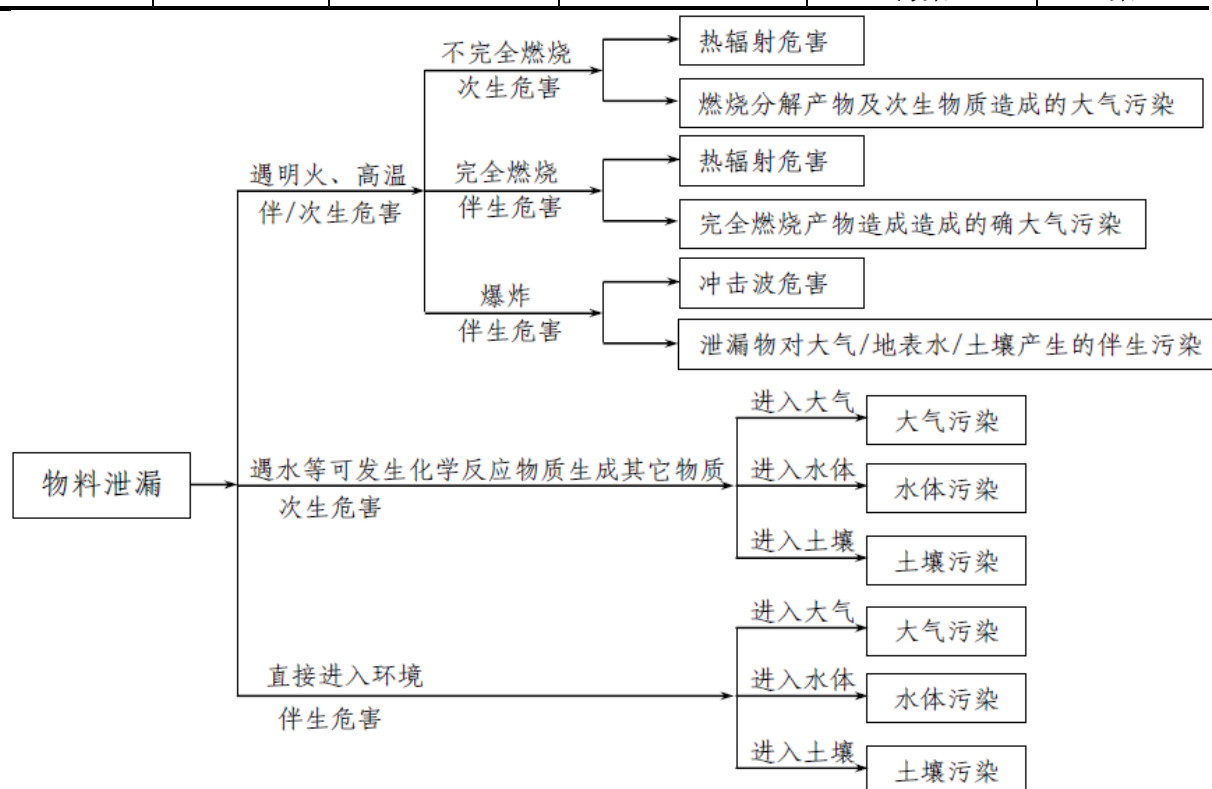 不完全燃烧
次生危害
热辐射危害
燃烧分解产物及次生物质造成的大气污染
遇明火、高温
伴/次生危害
完全燃烧
伴生危害
热辐射危害
完全燃烧产物造成造成的确大气污染
爆炸
伴生危害
冲击波危害
泄漏物对大气/地表水/土壤产生的伴生污染
物料泄漏
遇水等可发生化学反应物质生成其它物质
次生危害
进入大气
大气污染
进入水体
水体污染
进入土壤
土壤污染
直接进入环境
伴生危害
进入大气
大气污染
进入水体
水体污染
进入土壤
土壤污染